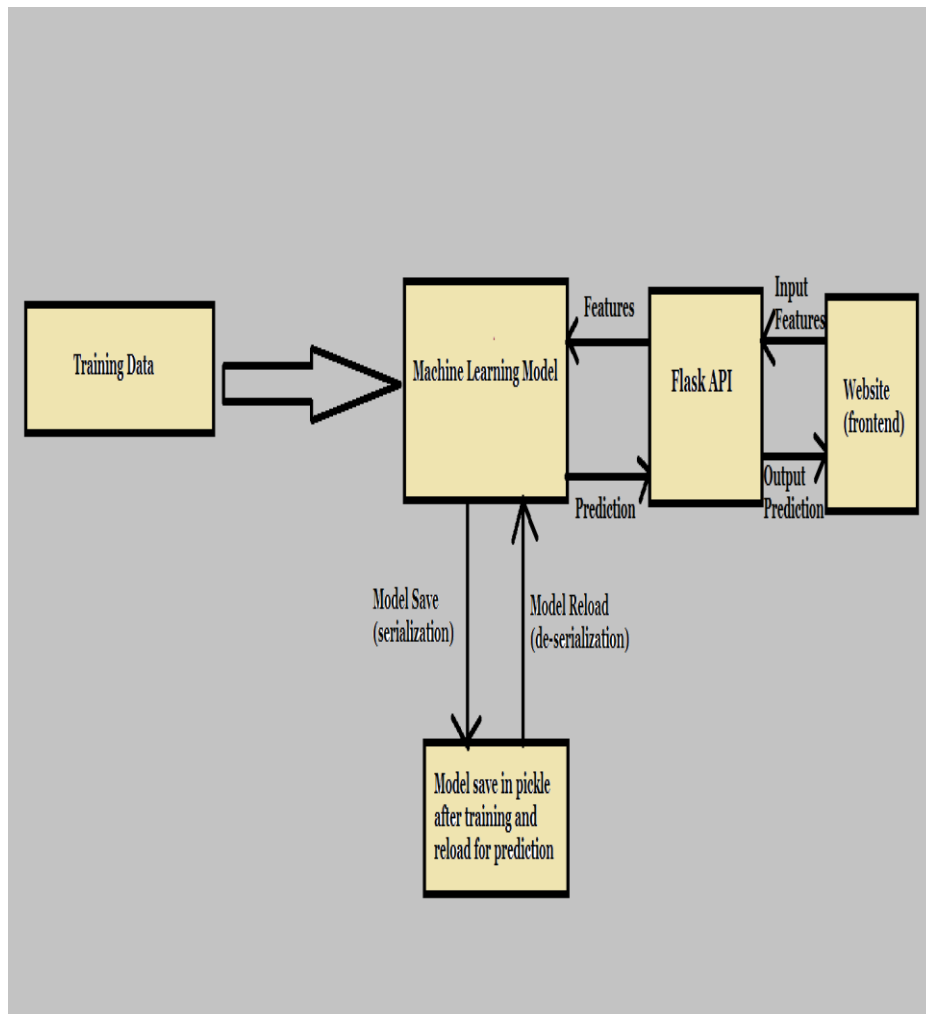 Training Data
Machine Learning Model
Features
Prediction
Flask API
Input
Features
Output
Prediction
Website
(frontend)
Model Save
(serialization)
Model Reload
(de-serialization)
Model save in pickle
after training and
reload for prediction